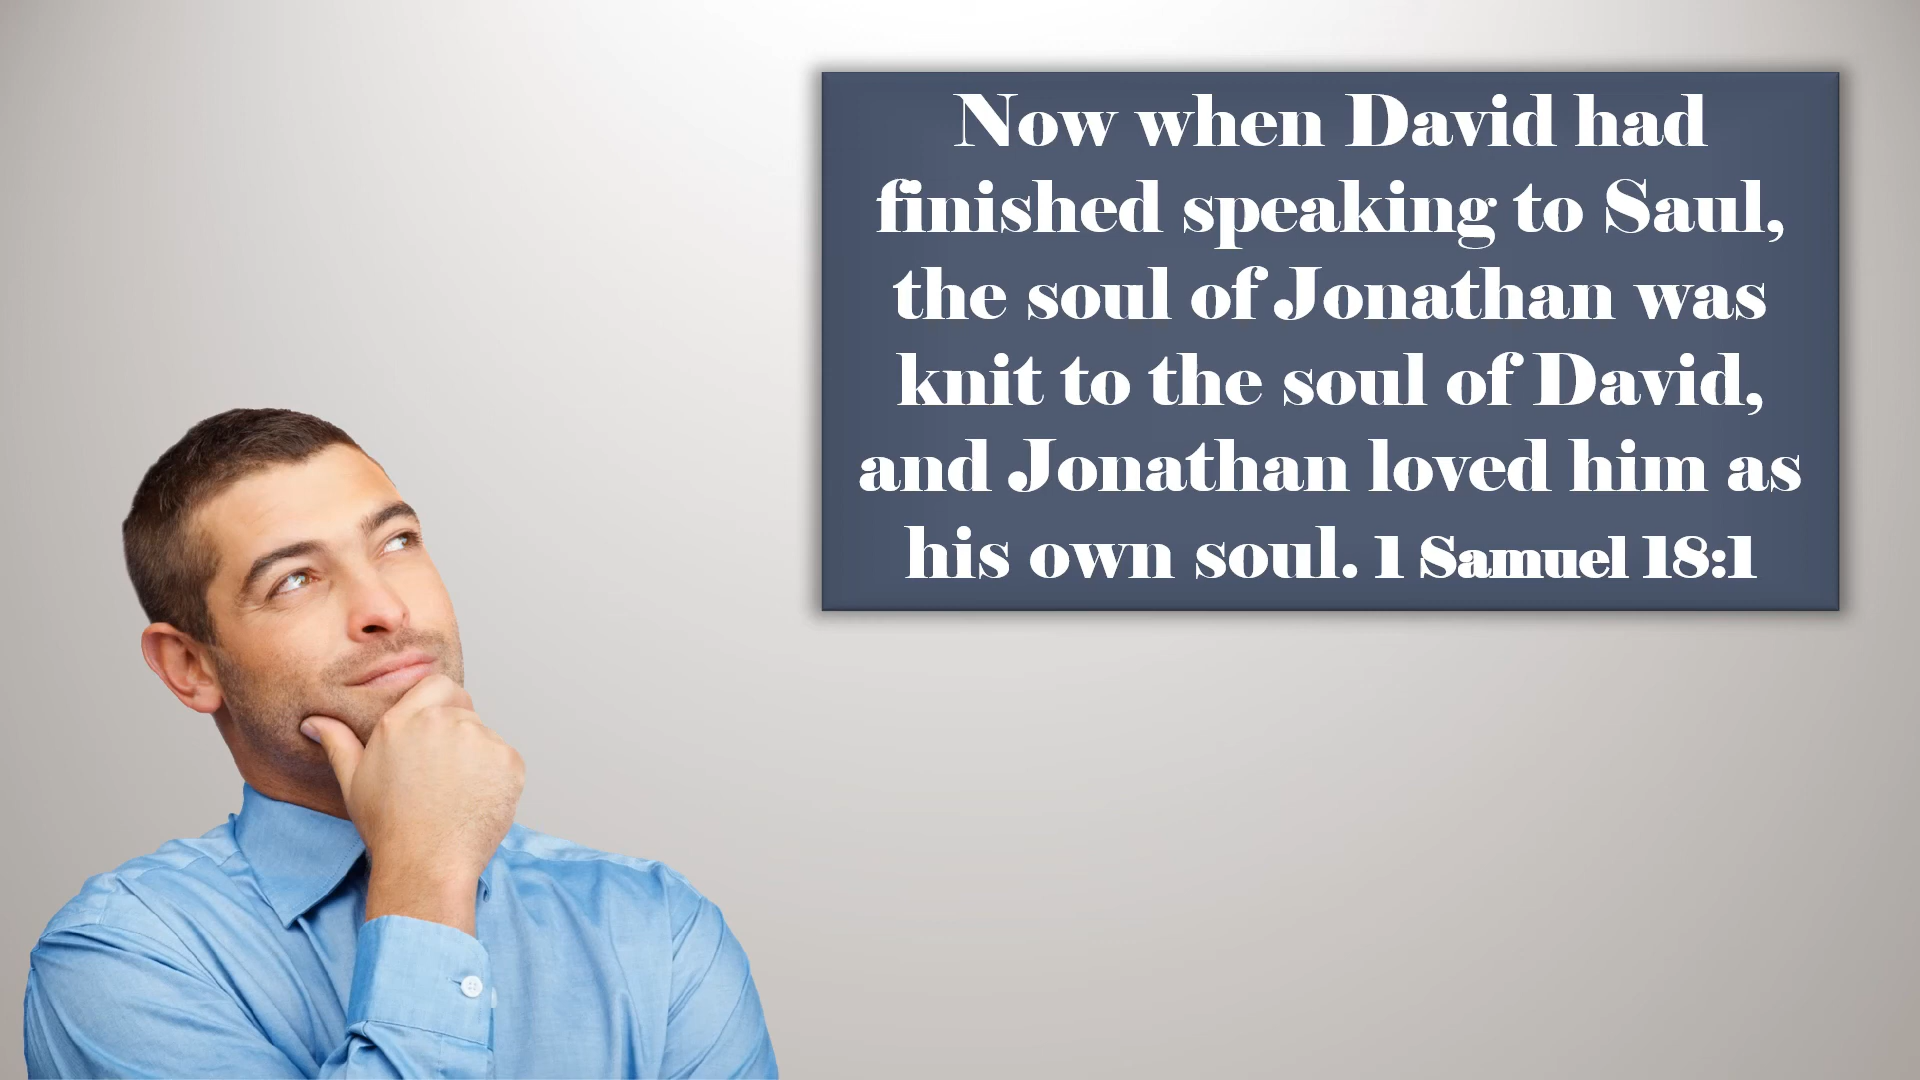 Now when David had
finished speaking to Saul,
the soul of Jonathan was
knit to the soul of David,
and Jonathan loved him as
his own soul. 1 Samuel 18:1